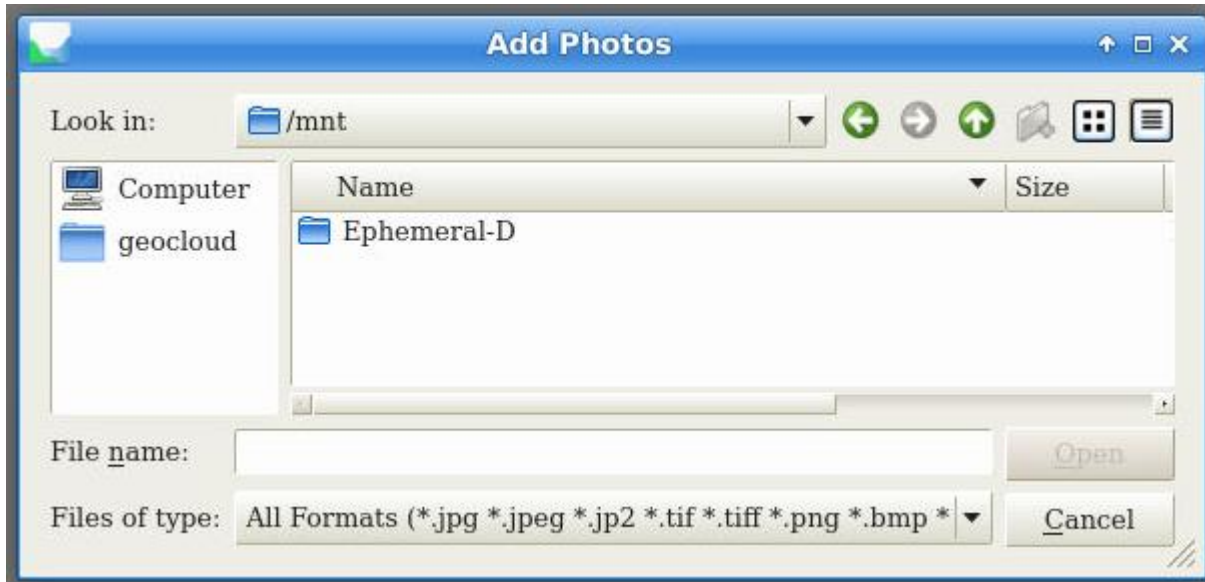 Add Photos
Look in: /mnt
Computer
geocloud
Name Size
Ephemeral-D
File name: Open
Files of type: All Formats (*.jpg *.jpeg *.jp2 *.tif *.tiff *.png *.bmp * Cancel